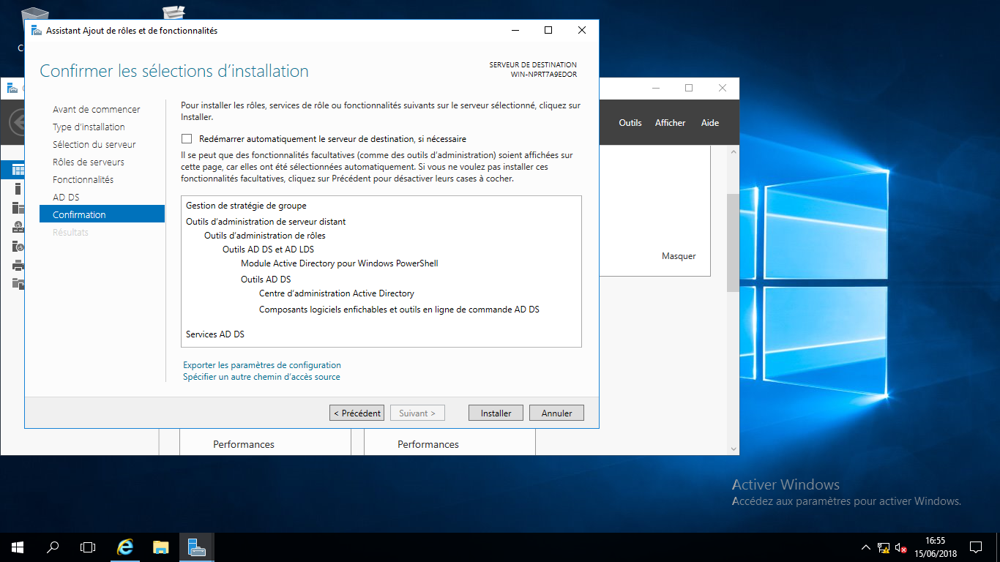 Assistant Ajout de rôles et de fonctionnalités
Confirmer les sélections d'installation
SERVEUR DE DESTINATION
WIN-NPRT7A9EDOR
Avant de commencer
Type d'installation
Sélection du serveur
Rôles de serveurs
Fonctionnalités
AD DS
Confirmation
Résultats
Pour installer les rôles, services de rôle ou fonctionnalités suivants sur le serveur sélectionné, cliquez sur
Installer.
Redémarrer automatiquement le serveur de destination, si nécessaire
Il se peut que des fonctionnalités facultatives (comme des outils d'administration) soient affichées sur
cette page, car elles ont été sélectionnées automatiquement. Si vous ne voulez pas installer ces
fonctionnalités facultatives, cliquez sur Précédent pour désactiver leurs cases à cocher.
Gestion de stratégie de groupe
Outils d'administration de serveur distant
Outils d'administration de rôles
Outils AD DS et AD LDS
Module Active Directory pour Windows PowerShell
Outils AD DS
Centre d'administration Active Directory
Composants logiciels enfichables et outils en ligne de commande AD DS
Services AD DS
Exporter les paramètres de configuration
Spécifier un autre chemin d'accès source
< Précédent
Suivant >
Installer
Annuler
Outils
Afficher
Aide
Masquer
Performances
Performances
Activer Windows
Accédez aux paramètres pour activer Windows.
16:55
15/06/2018